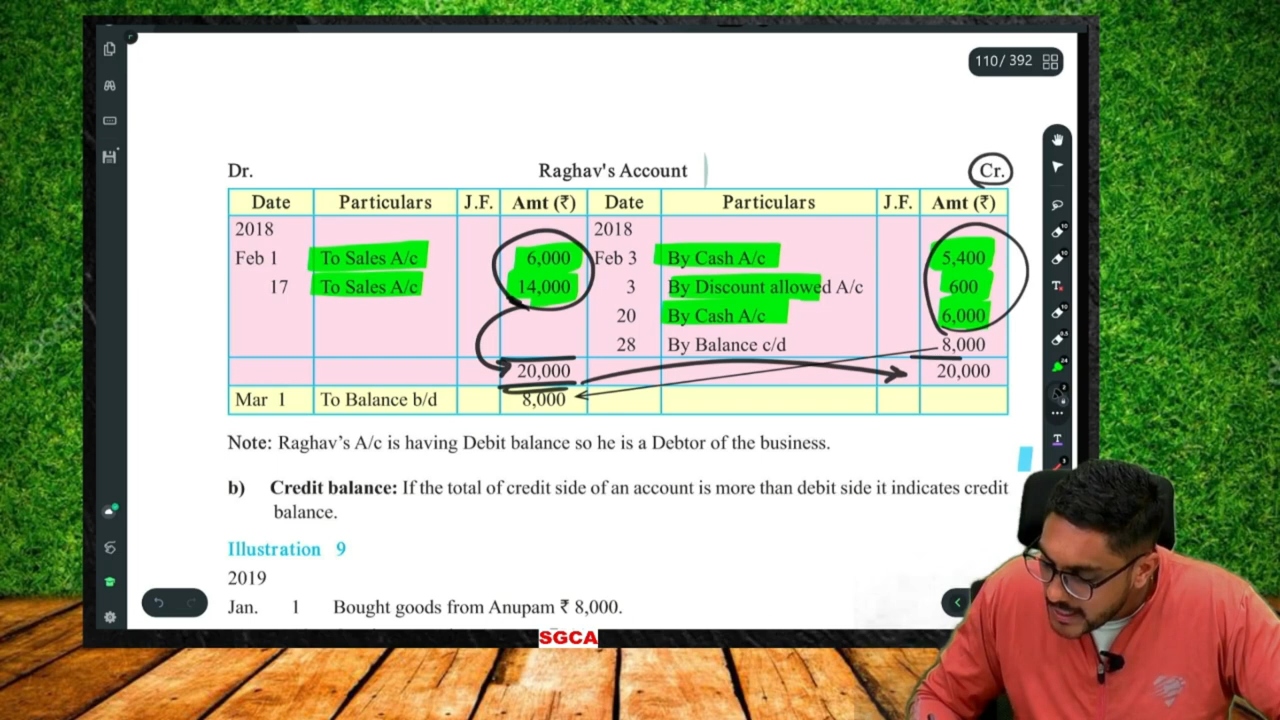 110/ 392
Dr. Raghav's Account Cr.
Date Particulars J.F. Amt (₹) Date Particulars J.F. Amt (₹)
2018 2018
Feb 1 To Sales A/c 6,000 Feb 3 By Cash A/c 5,400
17 To Sales A/c 14,000 3 By Discount allowed A/c 600
20 By Cash A/c 6,000
28 By Balance c/d 8,000
20,000 20,000
Mar 1 To Balance b/d 8,000
Note: Raghav's A/c is having Debit balance so he is a Debtor of the business.
b) Credit balance: If the total of credit side of an account is more than debit side it indicates credit
balance.
Illustration 9
2019
Jan. 1 Bought goods from Anupam ₹ 8,000.
SGCA